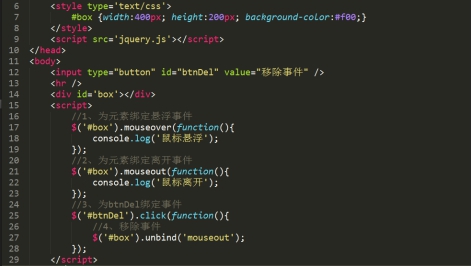 6 <style type='text/css'>
7 #box {width:400px; height:200px; background-color:#f00;}
8 </style>
9 <script src='jquery.js'></script>
10 </head>
11 <body>
12 <input type="button" id="btnDel" value="移除事件" />
13 <hr />
14 <div id='box'></div>
15 <script>
16 //1、为元素绑定悬浮事件
17 $('#box').mouseover(function(){
18 console.log('鼠标悬浮');
19 });
20 //2、为元素绑定离开事件
21 $('#box').mouseout(function(){
22 console.log('鼠标离开');
23 });
24 //3、为btnDel绑定事件
25 $('#btnDel').click(function(){
26 //4、移除事件
27 $('#box').unbind('mouseout');
28 });
29 </script>